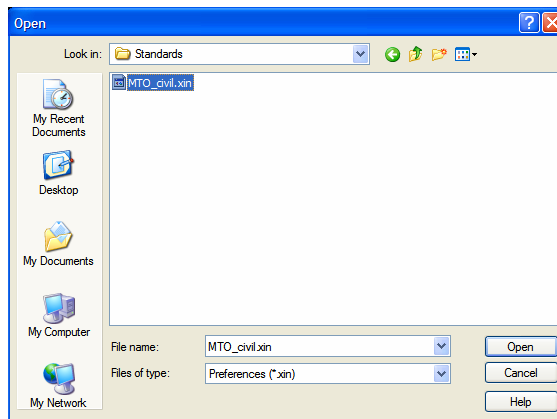 Open
Look in: Standards
MTO_civil.xin
My Recent
Documents
Desktop
My Documents
My Computer
My Network
File name: MTO_civil.xin Open
Files of type: Preferences (*.xin) Cancel
Help